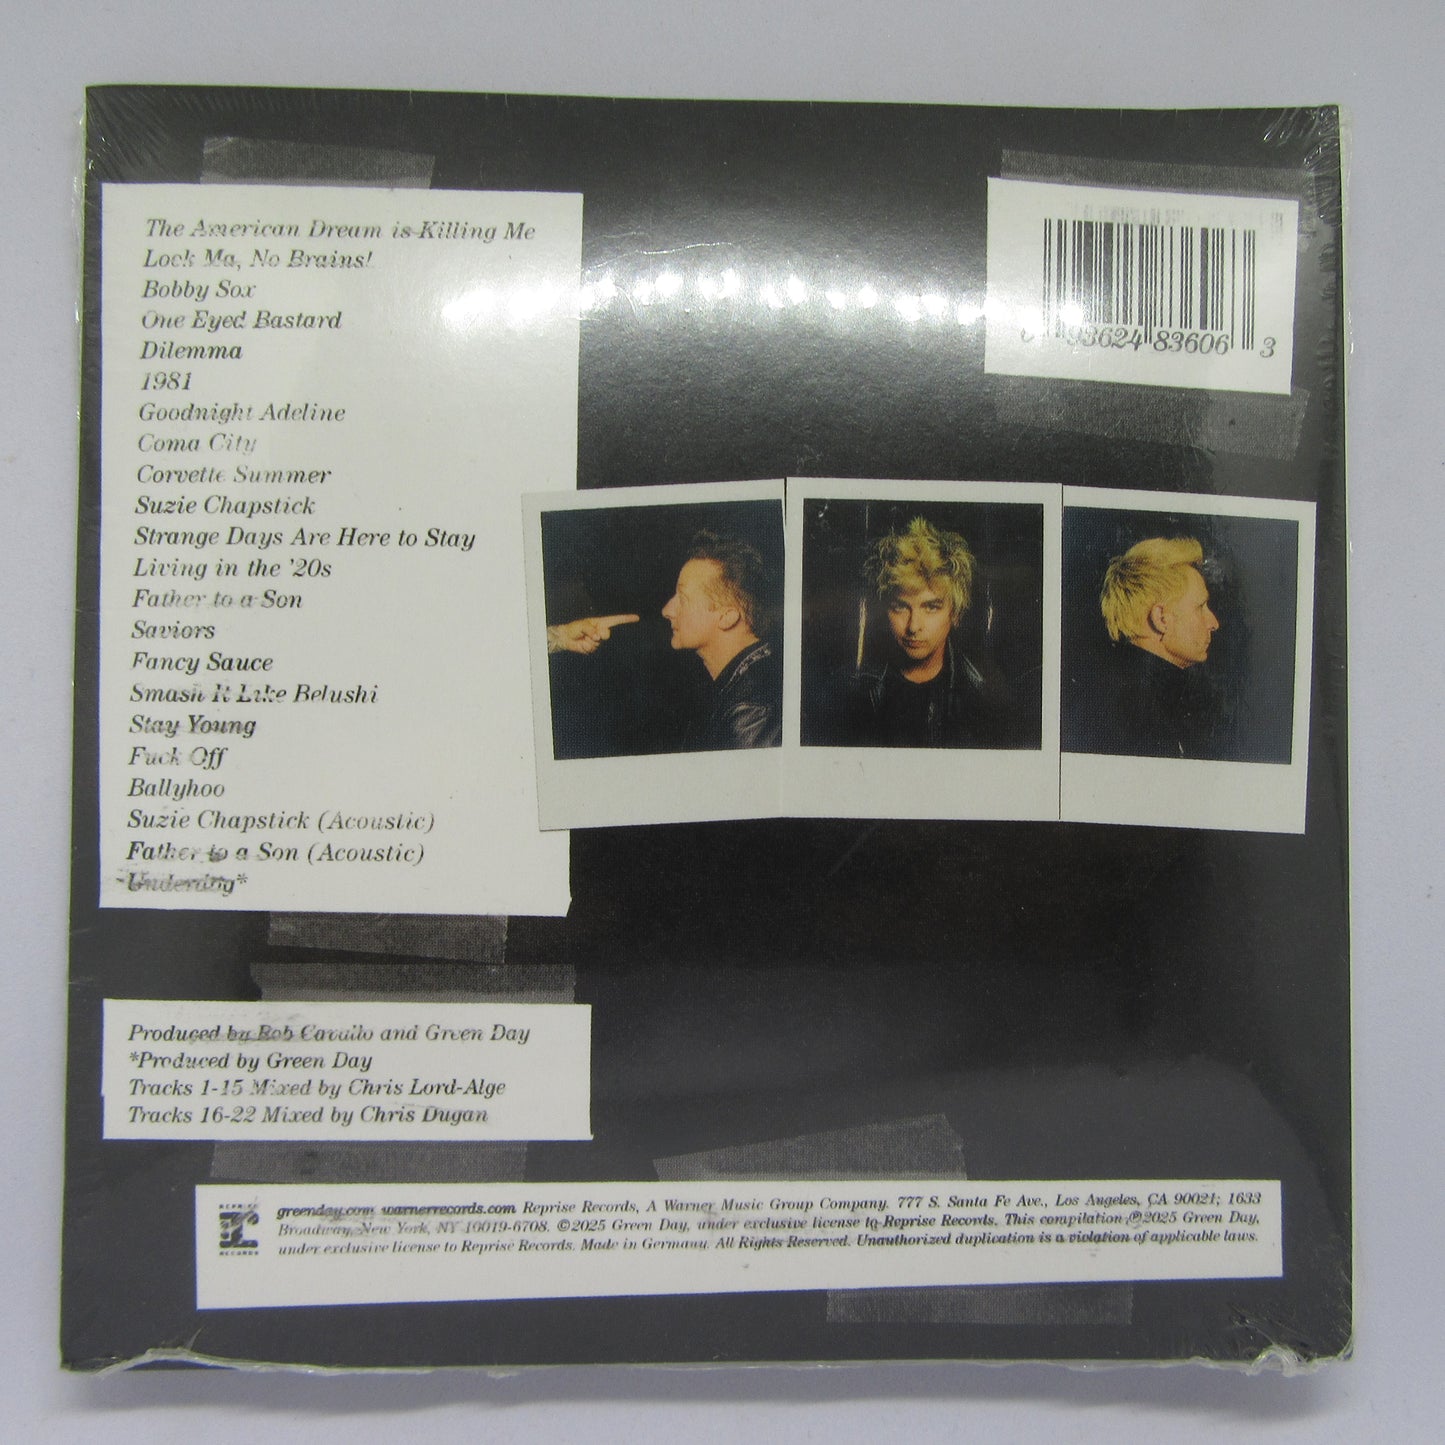 The American Dream is Killing Me
Look Ma, No Brains!
Bobby Sox
One Eyed Bastard
Dilemma
1981
Goodnight Adeline
Coma City
Corvette Summer
Suzie Chapstick
Strange Days Are Here to Stay
Living in the '20s
Father to a Son
Saviors
Fancy Sauce
Smash It Like Belushi
Stay Young
Fuck Off
Ballyhoo
Suzie Chapstick (Acoustic)
Father to a Son (Acoustic)
Underdog*
0 93624 83606 3
Produced by Rob Cavallo and Green Day
*Produced by Green Day
Tracks 1-15 Mixed by Chris Lord-Alge
Tracks 16-22 Mixed by Chris Dugan
REPRISE
RECORDS
greenday.com warnerrecords.com Reprise Records, A Warner Music Group Company. 777 S. Santa Fe Ave., Los Angeles, CA 90021; 1633
Broadway, New York, NY 10019-6708. ©2025 Green Day, under exclusive license to Reprise Records. This compilation ℗2025 Green Day,
under exclusive license to Reprise Records. Made in Germany. All Rights Reserved. Unauthorized duplication is a violation of applicable laws.